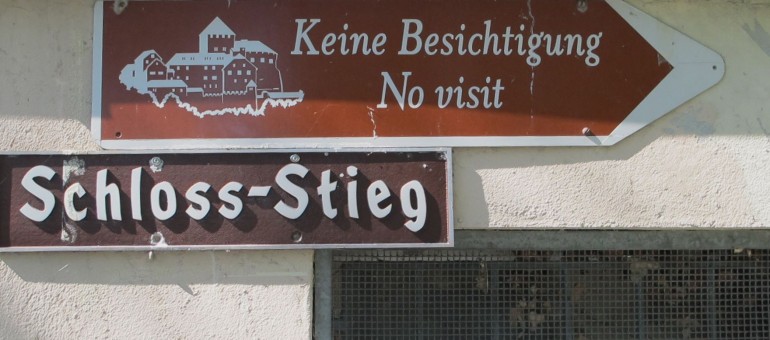 Keine Besichtigung
No visit
Schloss-Stieg